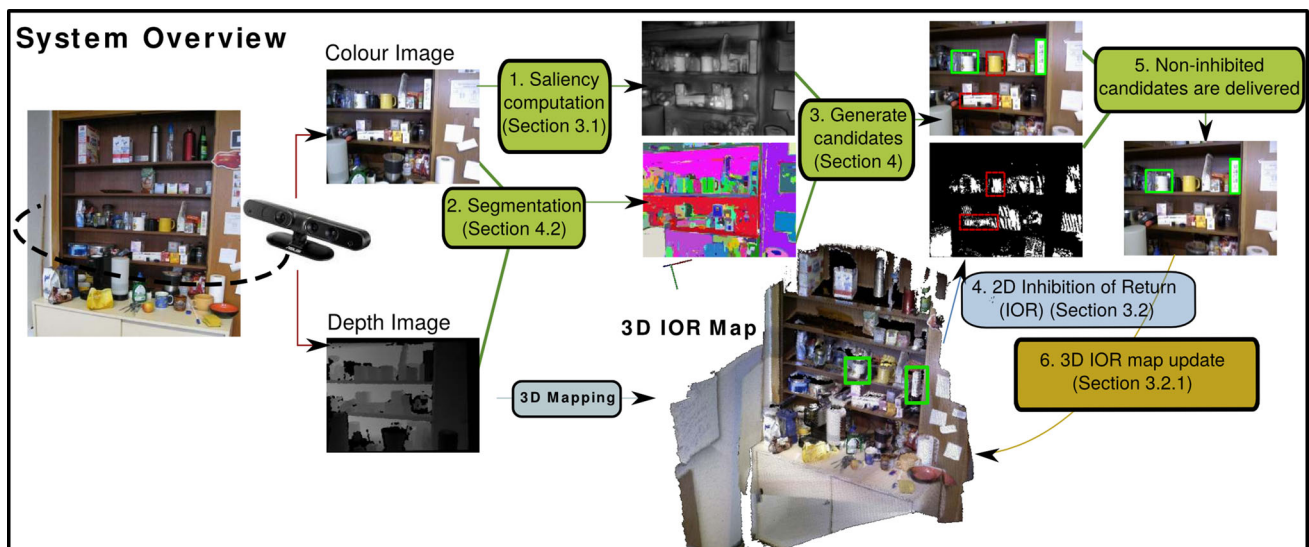 System Overview
Colour Image
1. Saliency
computation
(Section 3.1)
2. Segmentation
(Section 4.2)
3. Generate
candidates
(Section 4)
5. Non-inhibited
candidates are delivered
Depth Image
3D Mapping
3D IOR Map
4. 2D Inhibition of Return
(IOR) (Section 3.2)
6. 3D IOR map update
(Section 3.2.1)